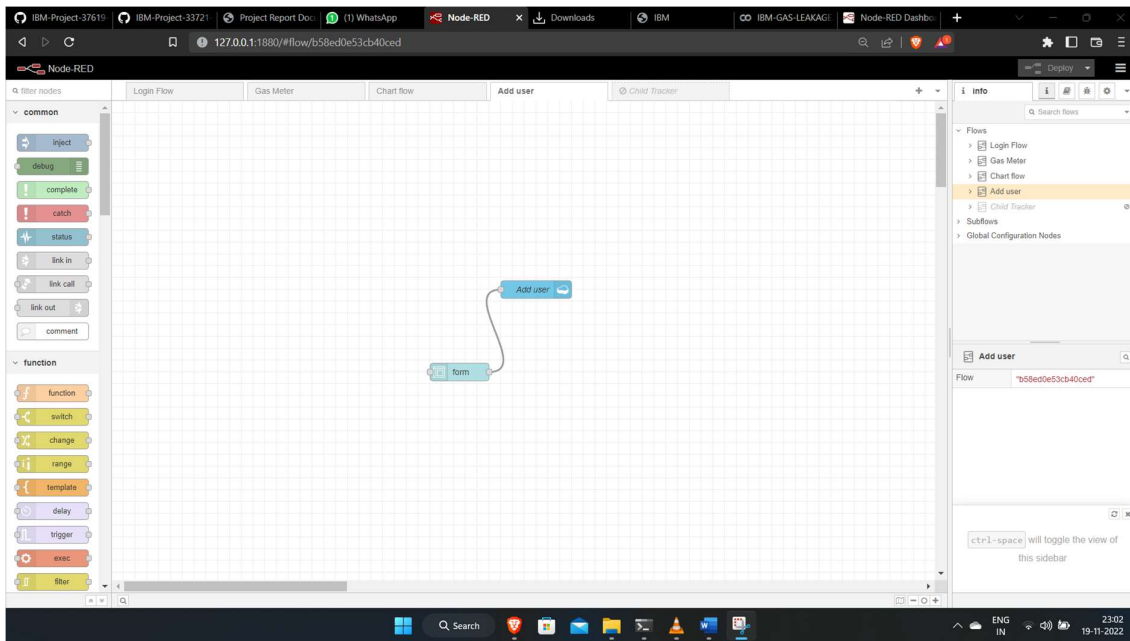 IBM-Project-37619 IBM-Project-33721 Project Report Doc (1) WhatsApp Node-RED Downloads IBM IBM-GAS-LEAKAGE Node-RED Dashbo
127.0.0.1:1880/#flow/b58ed0e53cb40ced
Node-RED Deploy
filter nodes Login Flow Gas Meter Chart flow Add user Child Tracker info
common
Search flows
inject
debug
complete
catch
status
link in
link call
link out
comment
function
function
switch
change
range
template
delay
trigger
exec
filter
Add user
form
Flows
Login Flow
Gas Meter
Chart flow
Add user
Child Tracker
Subflows
Global Configuration Nodes
Add user
Flow "b58ed0e53cb40ced"
ctrl-space will toggle the view of
this sidebar
Search
ENG
IN
23:02
19-11-2022